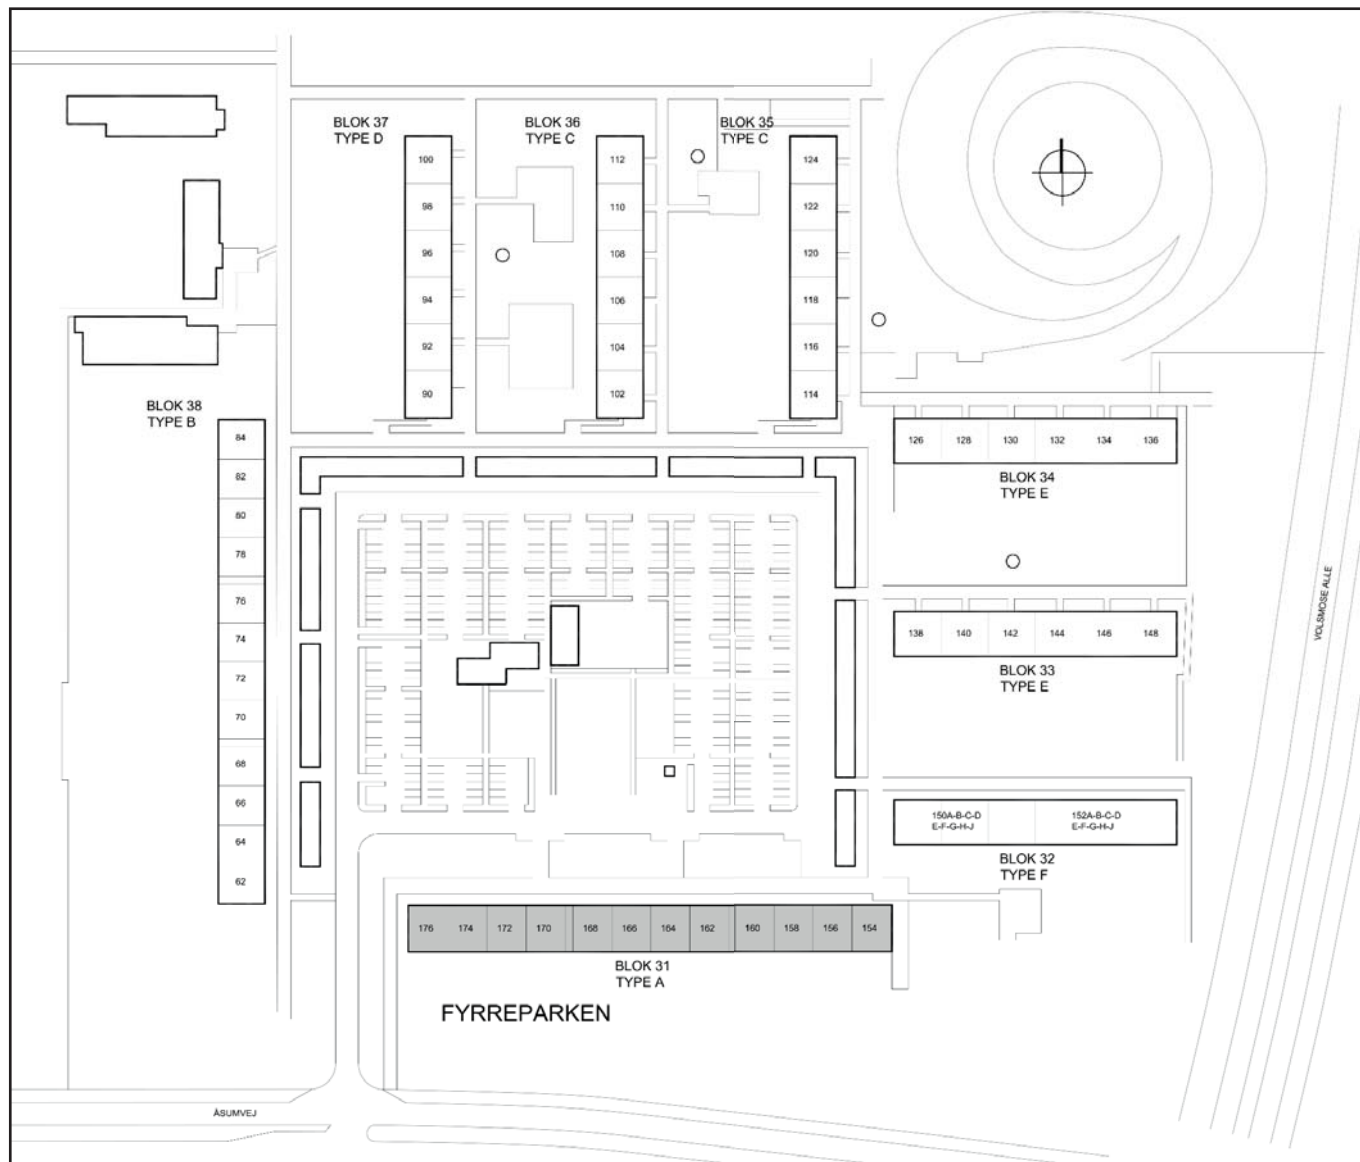 BLOK 37
TYPE D
BLOK 36
TYPE C
BLOK 35
TYPE C
100
98
96
94
92
90
112
110
108
106
104
102
124
122
120
118
116
114
BLOK 38
TYPE B
84
82
80
78
76
74
72
70
68
66
64
62
126 128 130 132 134 136
BLOK 34
TYPE E
138 140 142 144 146 148
BLOK 33
TYPE E
150A-B-C-D
E-F-G-H-J
152A-B-C-D
E-F-G-H-J
BLOK 32
TYPE F
176 174 172 170 168 166 164 162 160 158 156 154
BLOK 31
TYPE A
FYRREPARKEN
VOLSMOSE ALLE
ÅSUMVEJ